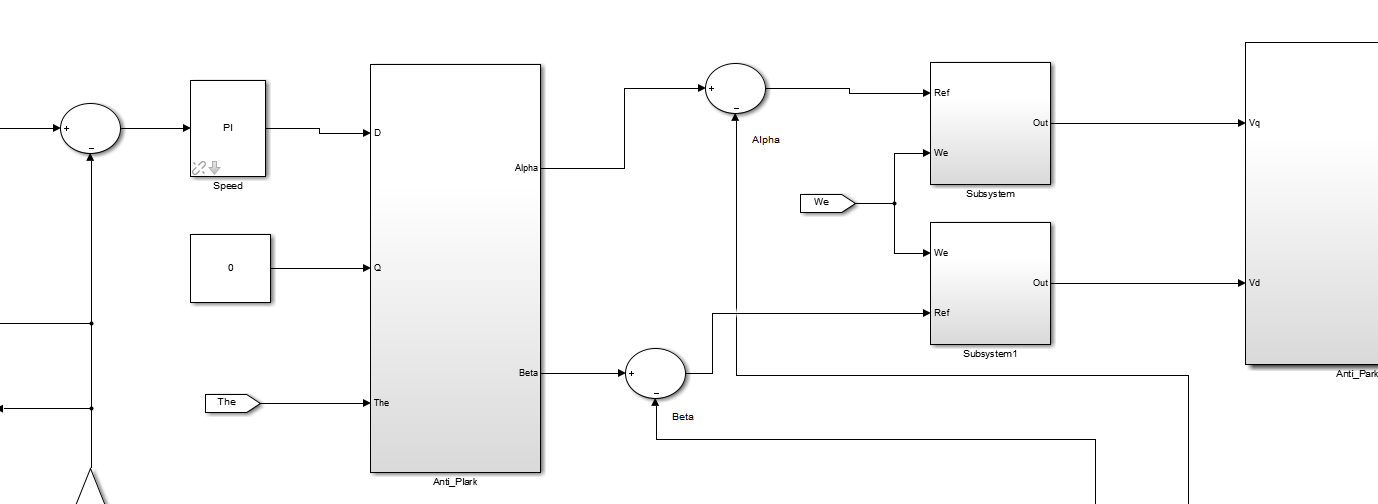 +
−
PI
Speed
0
The
D
Q
The
Alpha
Beta
Anti_Plark
+
−
Alpha
+
−
Beta
We
Ref
We
Out
Subsystem
We
Ref
Out
Subsystem1
Vq
Vd
Anti_Park